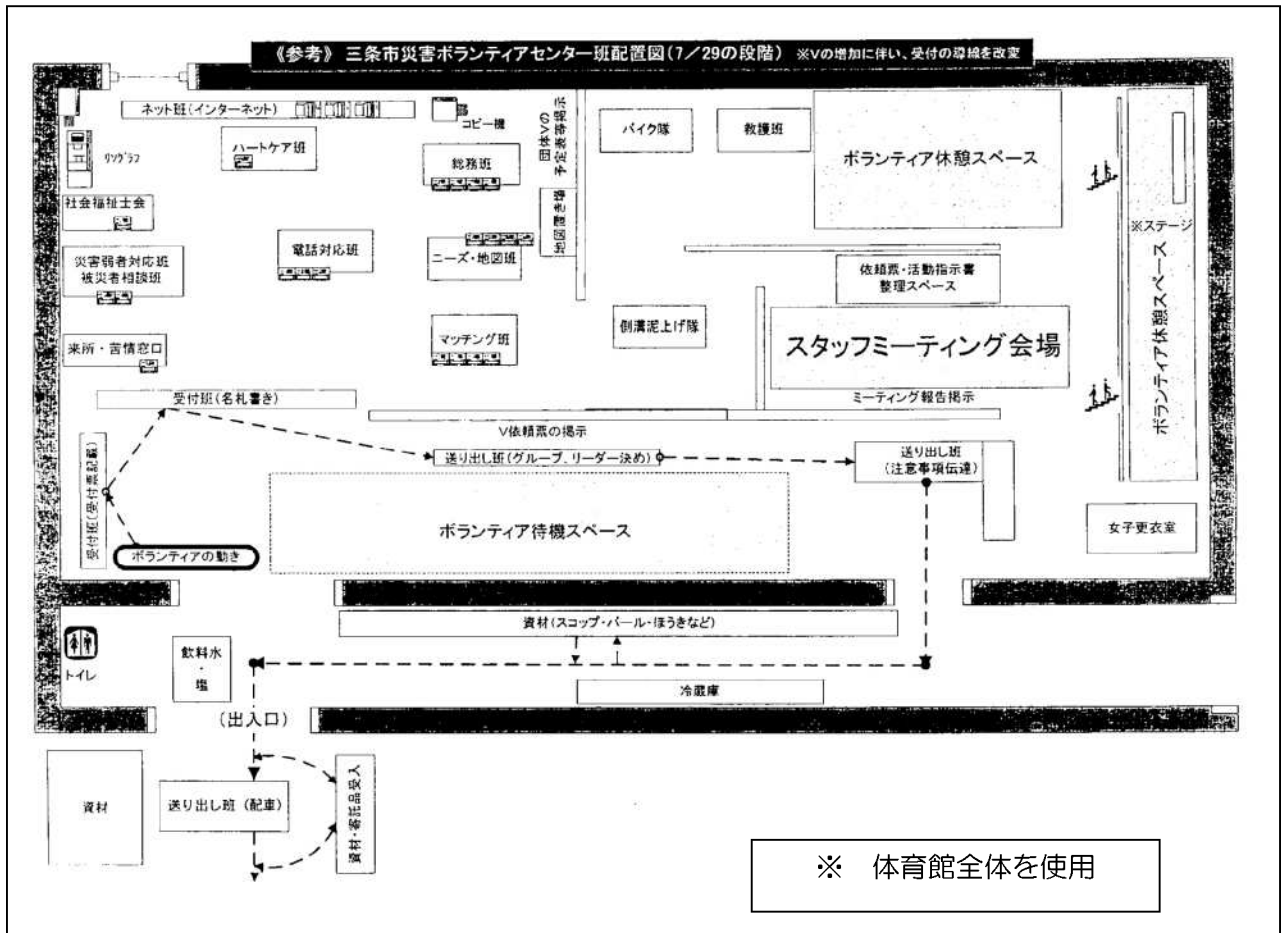 《参考》 三条市災害ボランティアセンター班配置図(7／29の段階) ※Vの増加に伴い、受付の導線を改変
ネット班(インターネット)
コピー機
団体Vの
予定表等掲示
バイク隊
救護班
ボランティア休憩スペース
リソグラフ
ハートケア班
総務班
地図置き場
社会福祉士会
※ステージ
ボランティア休憩スペース
災害弱者対応班
被災者相談班
電話対応班
ニーズ・地図班
依頼票・活動指示書
整理スペース
来所・苦情窓口
マッチング班
側溝泥上げ隊
スタッフミーティング会場
受付班(名札書き)
ミーティング報告掲示
V依頼票の掲示
受付班(受付票記載)
送り出し班(グループ、リーダー決め)
送り出し班
(注意事項伝達)
ボランティアの動き
ボランティア待機スペース
女子更衣室
資材(スコップ・バール・ほうきなど)
トイレ
飲料水
・
塩
冷蔵庫
(出入口)
資材
送り出し班 (配車)
資材・寄託品受入
※ 体育館全体を使用